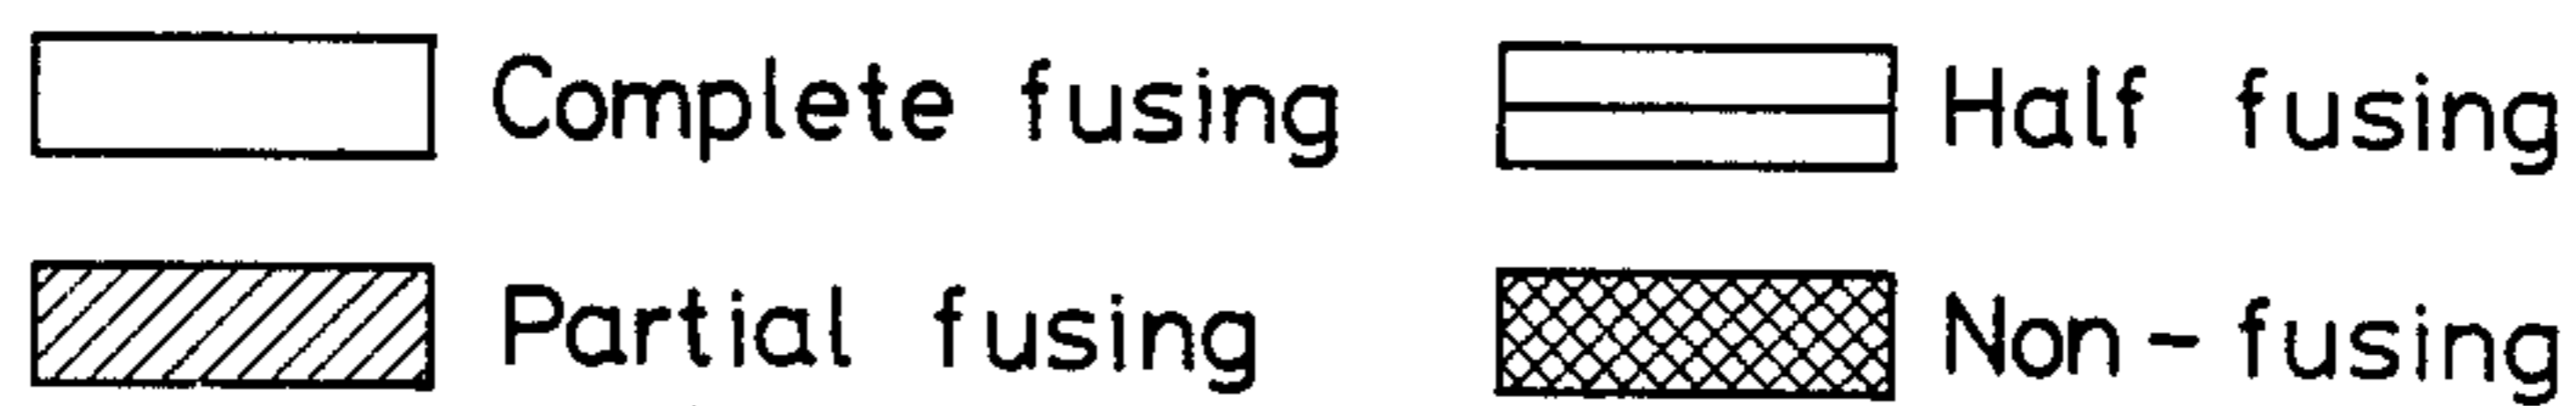 Complete fusing
Half fusing
Partial fusing
Non-fusing